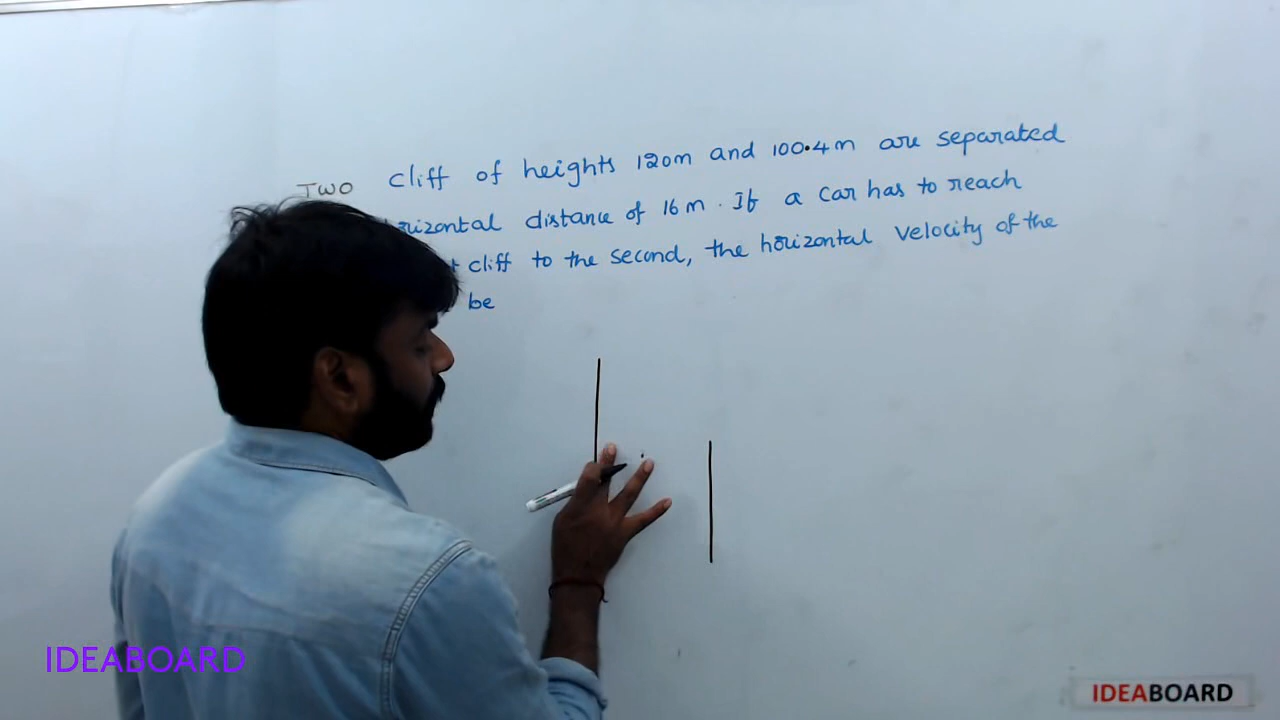 TWO cliff of heights 120m and 100.4m are separated
rizontal distance of 16m. If a car has to reach
cliff to the second, the horizontal velocity of the
be
IDEABOARD
IDEABOARD